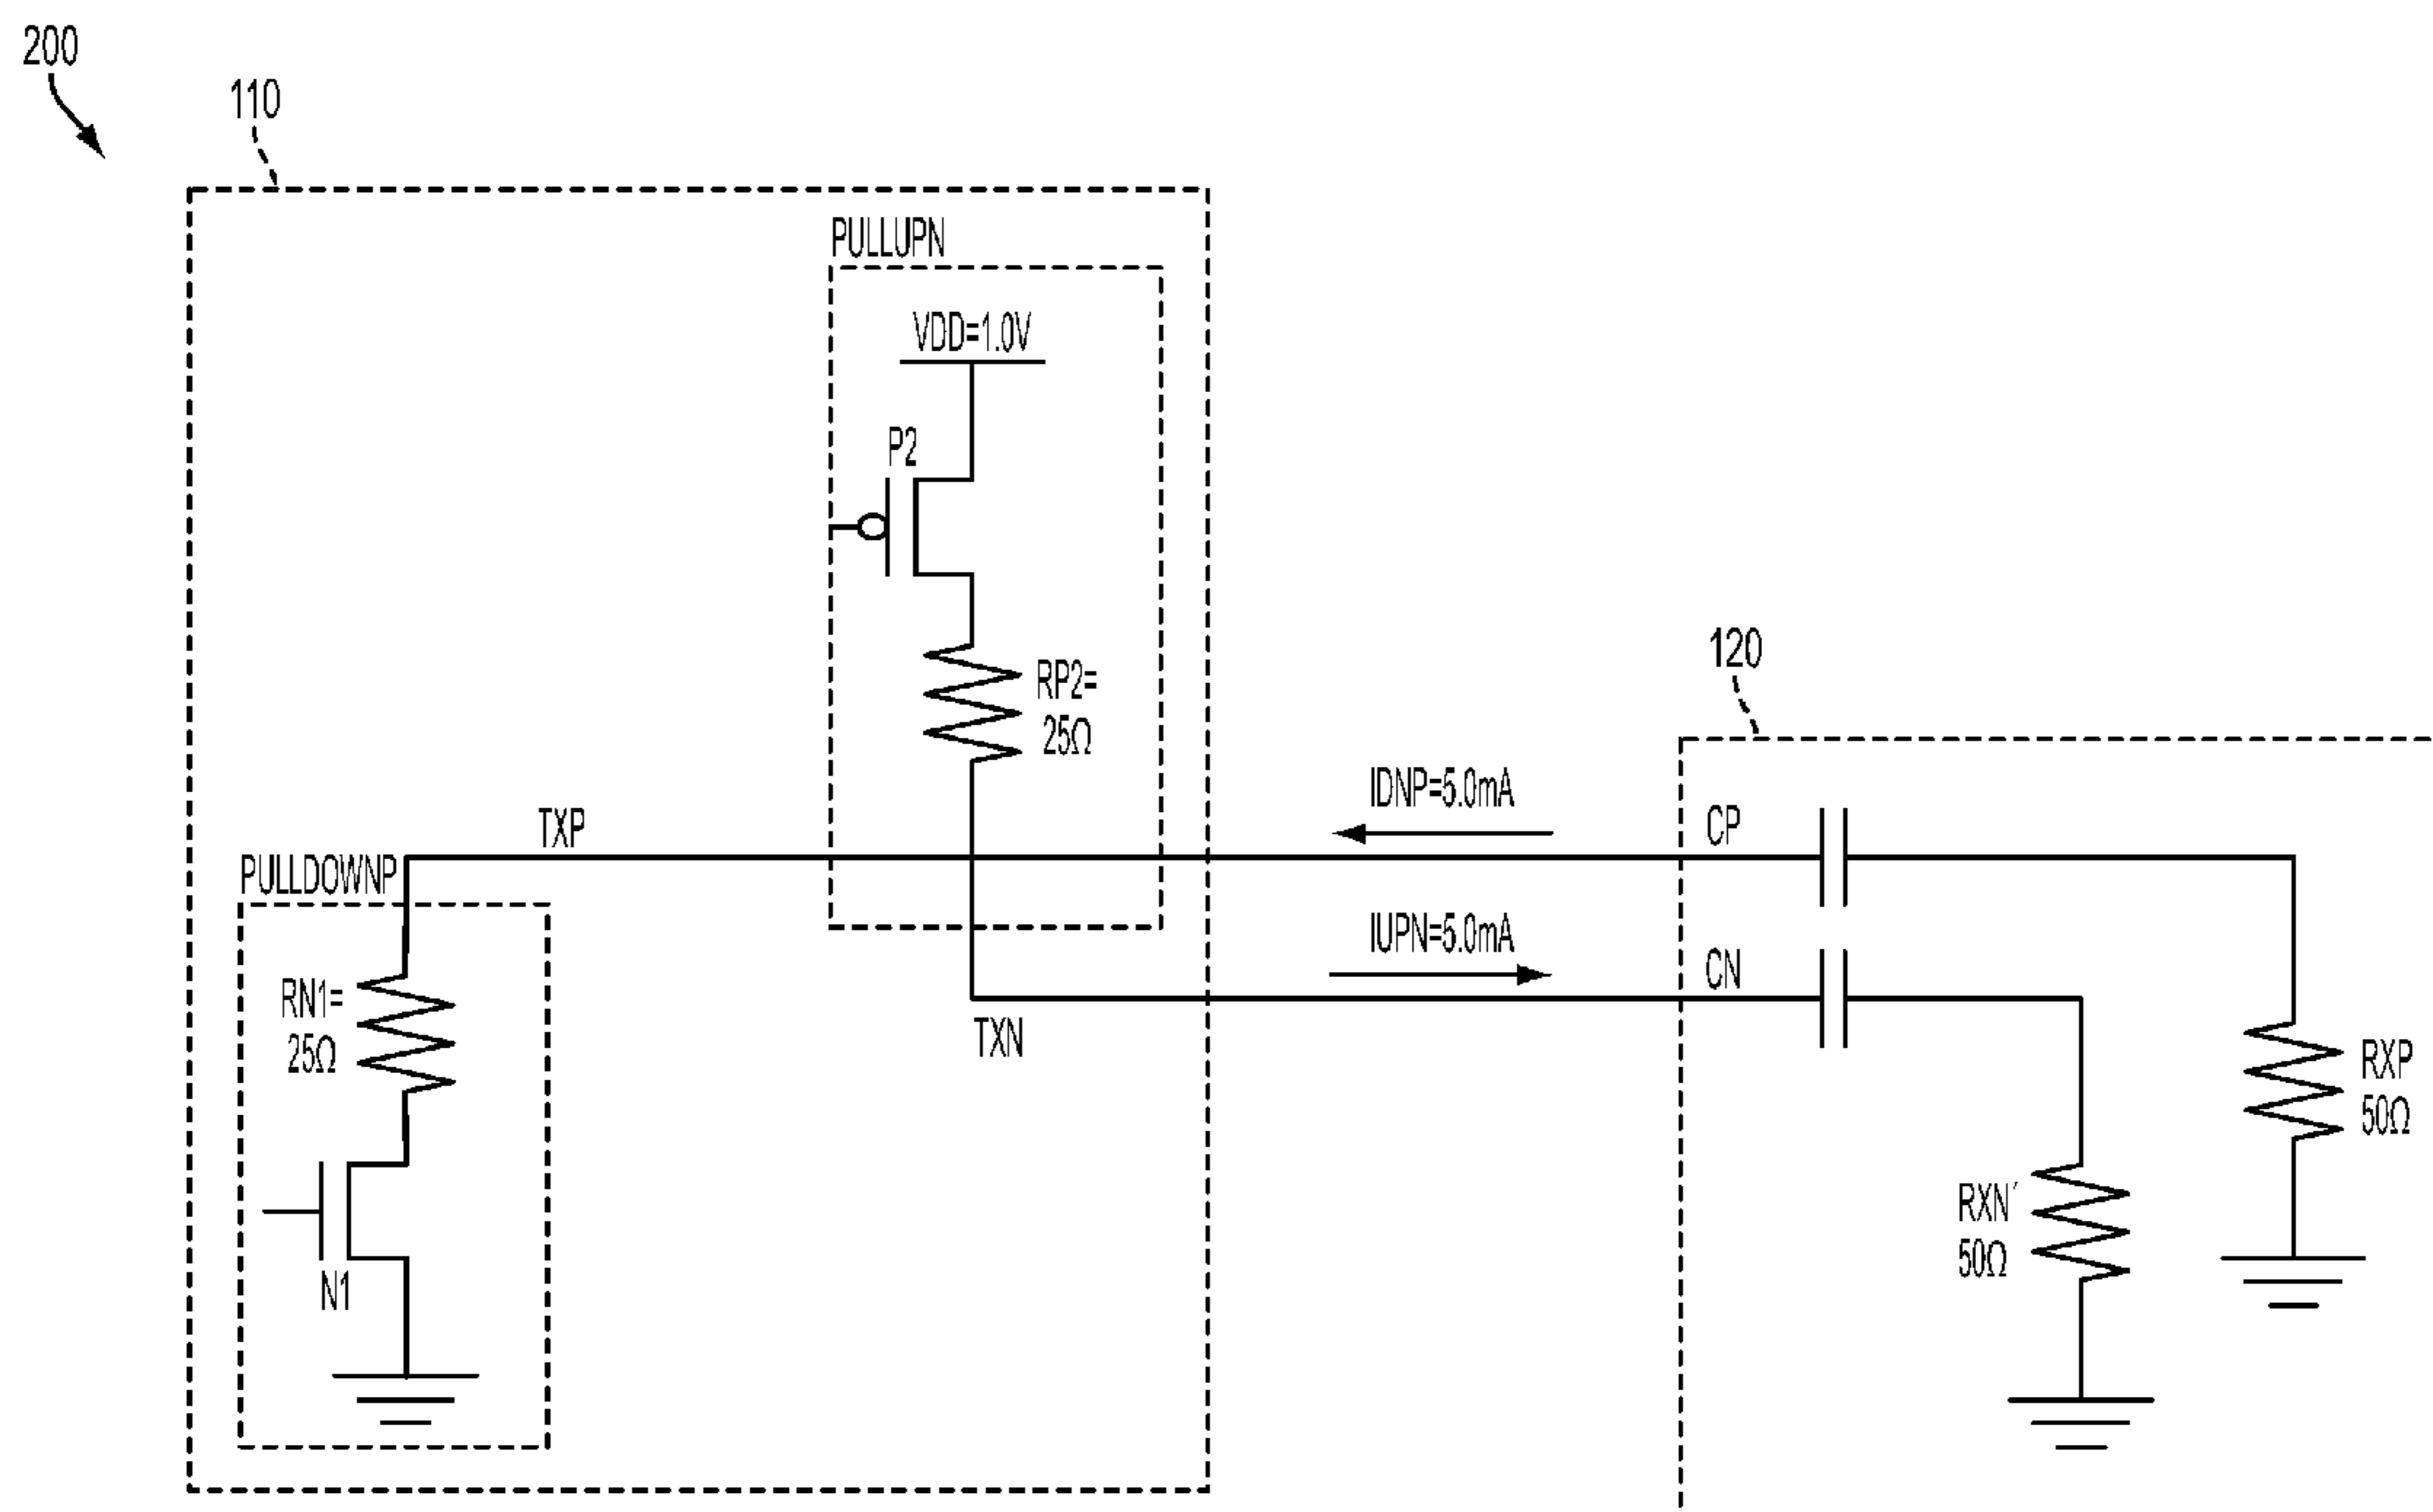 200
110
PULLUPN
VDD=1.0V
P2
RP2=
25Ω
120
IDNP=5.0mA
CP
TXP
PULLDOWNP
IUPN=5.0mA
CN
RN1=
25Ω
TXN
RXP
50Ω
RXN´
50Ω
N1